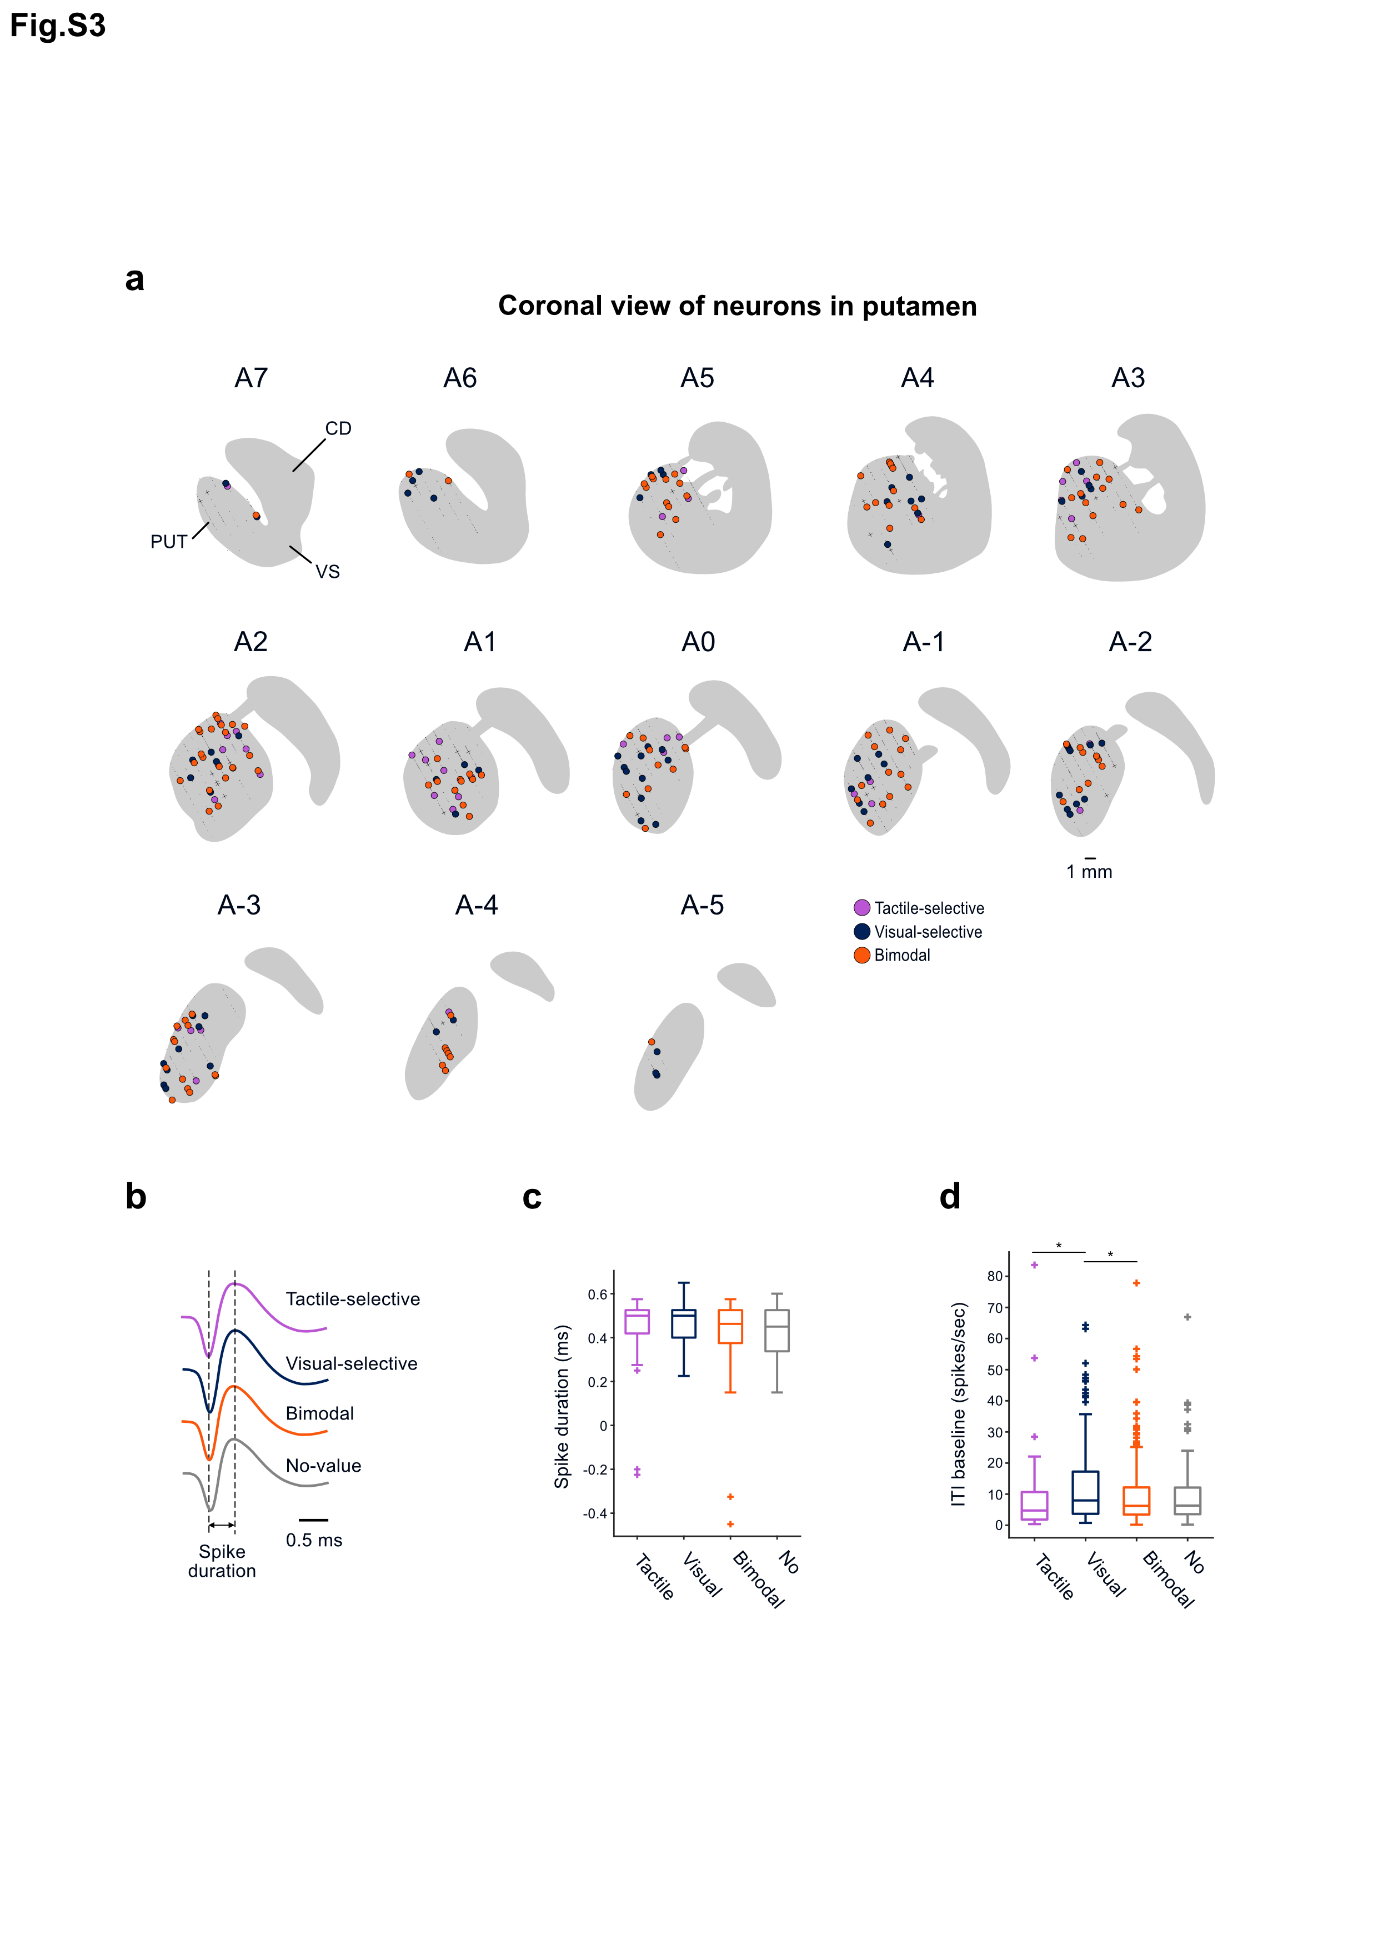 Fig.S3
a
Coronal view of neurons in putamen
A7
A6
A5
A4
A3
CD
PUT
VS
A2
A1
A0
A-1
A-2
1 mm
A-3
A-4
A-5
Tactile-selective
Visual-selective
Bimodal
b
Tactile-selective
Visual-selective
Bimodal
No-value
0.5 ms
Spike
duration
c
Spike duration (ms)
0.6
0.4
0.2
0
-0.2
-0.4
Tactile
Visual
Bimodal
No
d
ITI baseline (spikes/sec)
*
*
80
70
60
50
40
30
20
10
0
Tactile
Visual
Bimodal
No